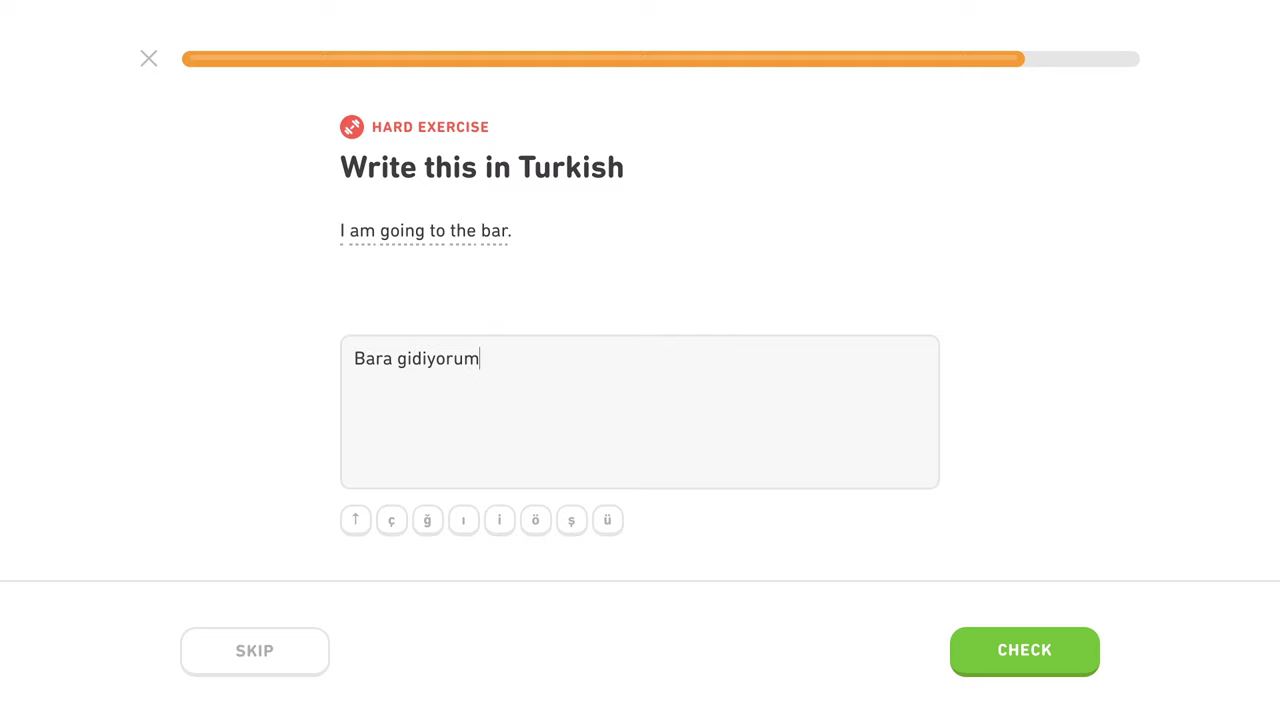 HARD EXERCISE
Write this in Turkish
I am going to the bar.
Bara gidiyorum
↑ ç ğ ı i ö ş ü
SKIP
CHECK